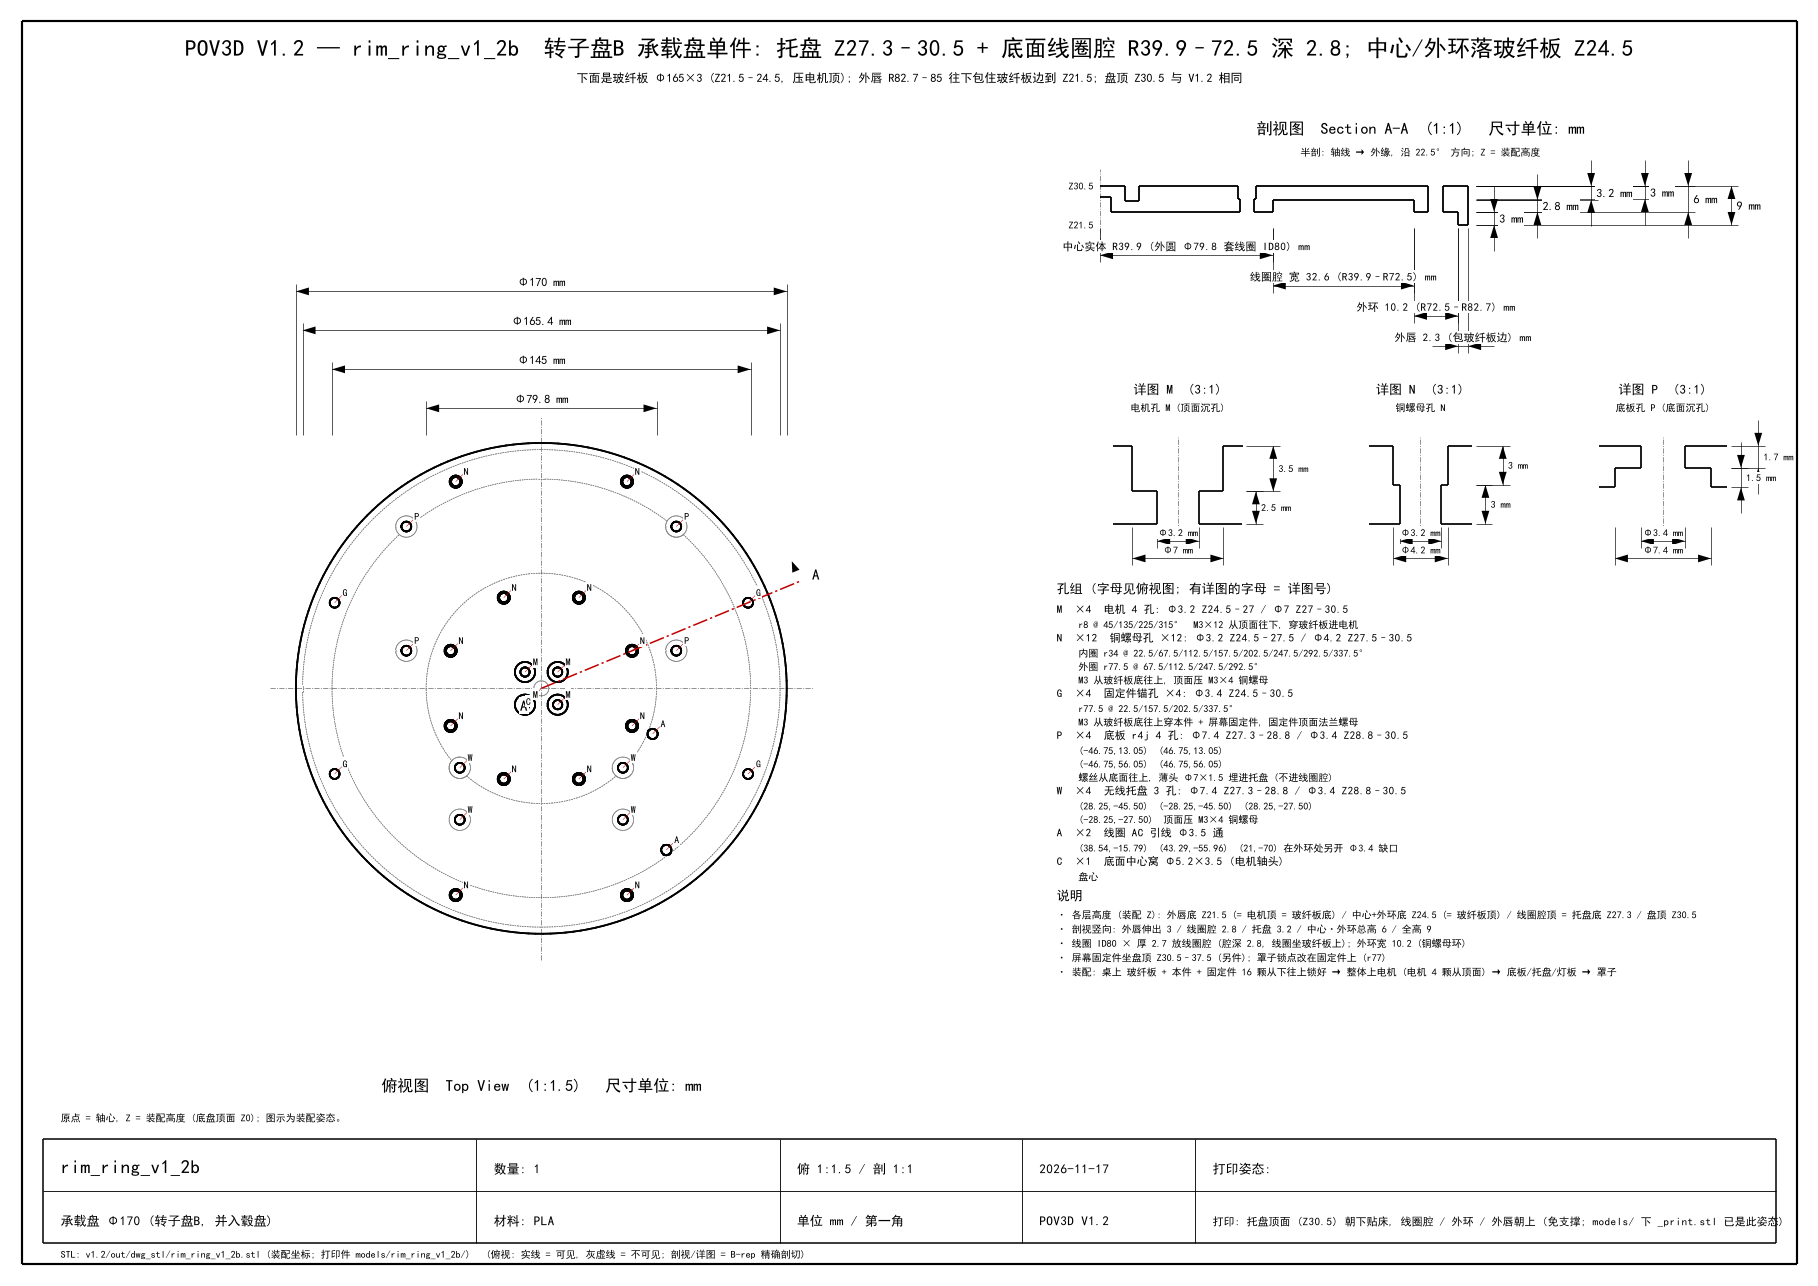 POV3D V1.2 — rim_ring_v1_2b  转子盘B 承载盘单件: 托盘 Z27.3–30.5 + 底面线圈腔 R39.9–72.5 深 2.8; 中心/外环落玻纤板 Z24.5
下面是玻纤板 Φ165×3 (Z21.5–24.5, 压电机顶); 外唇 R82.7–85 往下包住玻纤板边到 Z21.5; 盘顶 Z30.5 与 V1.2 相同
剖视图  Section A-A  (1:1)  尺寸单位: mm
半剖: 轴线 → 外缘, 沿 22.5° 方向; Z = 装配高度
Z30.5
Z21.5
3 mm
2.8 mm
3.2 mm
3 mm
6 mm
9 mm
中心实体 R39.9 (外圆 Φ79.8 套线圈 ID80) mm
线圈腔 宽 32.6 (R39.9–R72.5) mm
外环 10.2 (R72.5–R82.7) mm
外唇 2.3 (包玻纤板边) mm
Φ170 mm
Φ165.4 mm
Φ145 mm
Φ79.8 mm
N
N
P
P
G
G
N
N
P
P
N
N
M
M
A
A
C
M
M
N
N
A
W
W
N
N
G
G
W
W
A
N
N
详图 M  (3:1)
电机孔 M (顶面沉孔)
3.5 mm
2.5 mm
Φ3.2 mm
Φ7 mm
详图 N  (3:1)
铜螺母孔 N
3 mm
3 mm
Φ3.2 mm
Φ4.2 mm
详图 P  (3:1)
底板孔 P (底面沉孔)
1.7 mm
1.5 mm
Φ3.4 mm
Φ7.4 mm
孔组 (字母见俯视图; 有详图的字母 = 详图号)
M  ×4  电机 4 孔: Φ3.2 Z24.5–27 / Φ7 Z27–30.5
r8 @ 45/135/225/315°  M3×12 从顶面往下, 穿玻纤板进电机
N  ×12  铜螺母孔 ×12: Φ3.2 Z24.5–27.5 / Φ4.2 Z27.5–30.5
内圈 r34 @ 22.5/67.5/112.5/157.5/202.5/247.5/292.5/337.5°
外圈 r77.5 @ 67.5/112.5/247.5/292.5°
M3 从玻纤板底往上, 顶面压 M3×4 铜螺母
G  ×4  固定件锚孔 ×4: Φ3.4 Z24.5–30.5
r77.5 @ 22.5/157.5/202.5/337.5°
M3 从玻纤板底往上穿本件 + 屏幕固定件, 固定件顶面法兰螺母
P  ×4  底板 r4j 4 孔: Φ7.4 Z27.3–28.8 / Φ3.4 Z28.8–30.5
(-46.75,13.05)  (46.75,13.05)
(-46.75,56.05)  (46.75,56.05)
螺丝从底面往上, 薄头 Φ7×1.5 埋进托盘 (不进线圈腔)
W  ×4  无线托盘 3 孔: Φ7.4 Z27.3–28.8 / Φ3.4 Z28.8–30.5
(28.25,-45.50)  (-28.25,-45.50)  (28.25,-27.50)
(-28.25,-27.50)  顶面压 M3×4 铜螺母
A  ×2  线圈 AC 引线 Φ3.5 通
(38.54,-15.79)  (43.29,-55.96)  (21,-70) 在外环处另开 Φ3.4 缺口
C  ×1  底面中心窝 Φ5.2×3.5 (电机轴头)
盘心
说明
· 各层高度 (装配 Z): 外唇底 Z21.5 (= 电机顶 = 玻纤板底) / 中心+外环底 Z24.5 (= 玻纤板顶) / 线圈腔顶 = 托盘底 Z27.3 / 盘顶 Z30.5
· 剖视竖向: 外唇伸出 3 / 线圈腔 2.8 / 托盘 3.2 / 中心·外环总高 6 / 全高 9
· 线圈 ID80 × 厚 2.7 放线圈腔 (腔深 2.8, 线圈坐玻纤板上); 外环宽 10.2 (铜螺母环)
· 屏幕固定件坐盘顶 Z30.5–37.5 (另件); 罩子锁点改在固定件上 (r77)
· 装配: 桌上 玻纤板 + 本件 + 固定件 16 颗从下往上锁好 → 整体上电机 (电机 4 颗从顶面) → 底板/托盘/灯板 → 罩子
俯视图  Top View  (1:1.5)  尺寸单位: mm
原点 = 轴心, Z = 装配高度 (底盘顶面 Z0); 图示为装配姿态。
rim_ring_v1_2b
数量: 1
俯 1:1.5 / 剖 1:1
2026-11-17
打印姿态:
承载盘 Φ170 (转子盘B, 并入毂盘)
材料: PLA
单位 mm / 第一角
POV3D V1.2
打印: 托盘顶面 (Z30.5) 朝下贴床, 线圈腔 / 外环 / 外唇朝上 (免支撑; models/ 下 _print.stl 已是此姿态)
STL: v1.2/out/dwg_stl/rim_ring_v1_2b.stl (装配坐标; 打印件 models/rim_ring_v1_2b/)  (俯视: 实线 = 可见, 灰虚线 = 不可见; 剖视/详图 = B-rep 精确剖切)